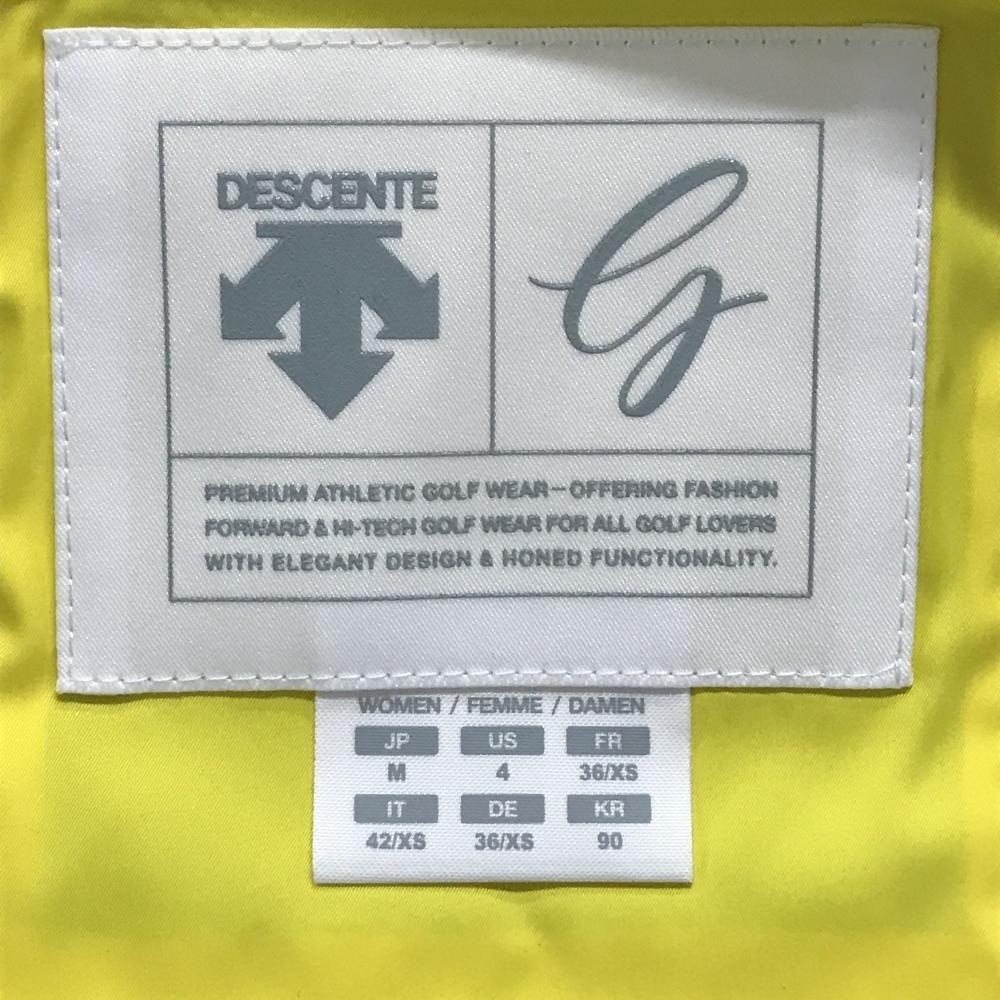 DESCENTE
G
PREMIUM ATHLETIC GOLF WEAR–OFFERING FASHION
FORWARD & HI-TECH GOLF WEAR FOR ALL GOLF LOVERS
WITH ELEGANT DESIGN & HONED FUNCTIONALITY.
WOMEN / FEMME / DAMEN
JP US FR
M 4 36/XS
IT DE KR
42/XS 36/XS 90